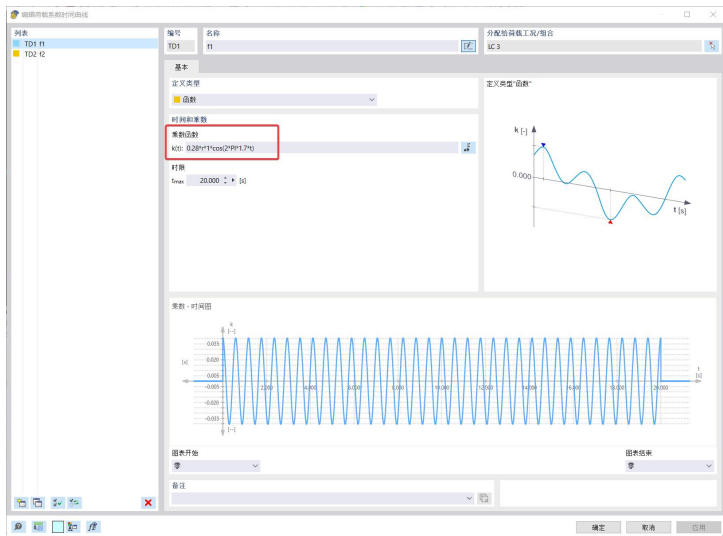 编辑荷载系数时间曲线
列表
TD1 f1
TD2 f2
编号
TD1
名称
f1
分配给荷载工况/组合
LC 3
基本
定义类型
函数
时间和乘数
乘数函数
k(t): 0.28*r*1*cos(2*PI*1.7*t)
时限
tmax 20.000 [s]
定义类型"函数"
k [-]
0.000
t [s]
乘数 - 时间图
k
[--]
0.035
0.020
0.005
-0.005
-0.020
-0.035
[s]
2.000 4.000 6.000 8.000 10.000 12.000 14.000 16.000 18.000 20.000
t
[s]
[--]
图表开始
零
图表结束
零
备注
确定
取消
应用